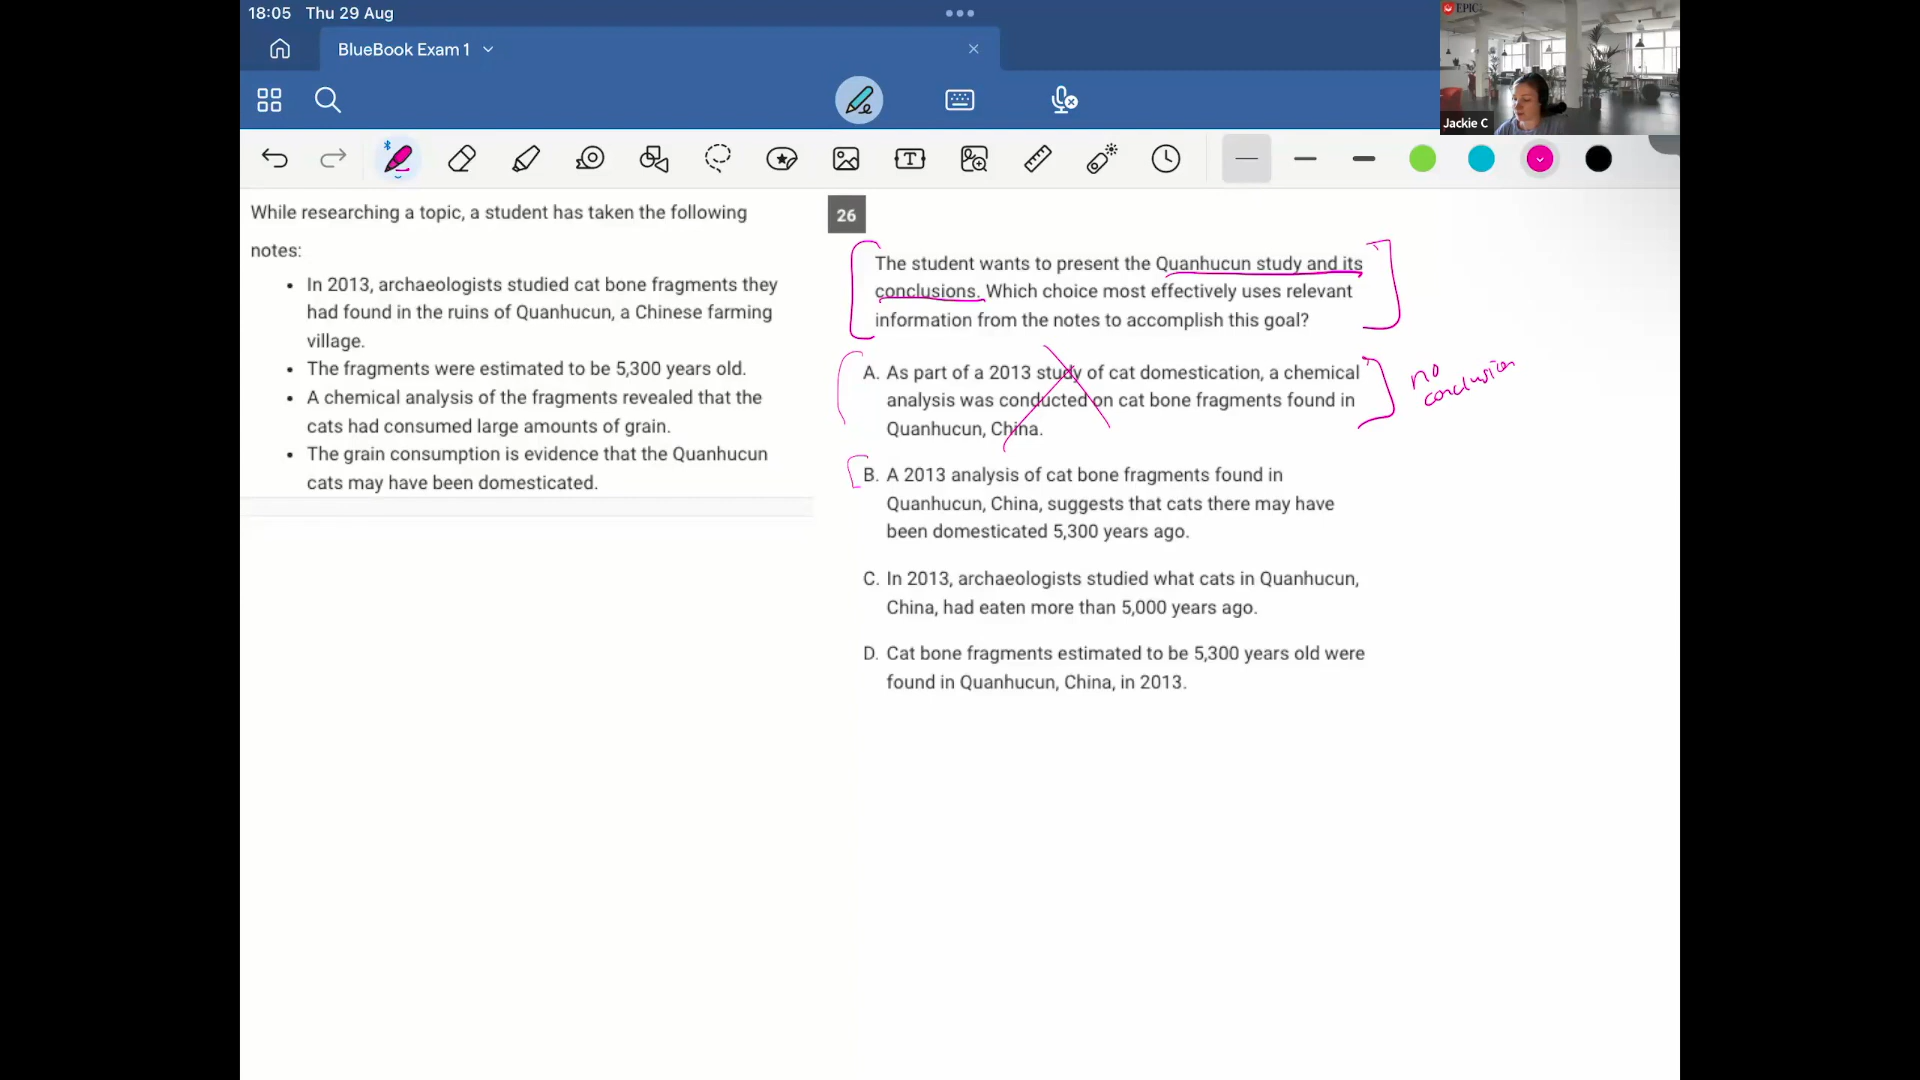 18:05 Thu 29 Aug
BlueBook Exam 1
EPIC
Jackie C
While researching a topic, a student has taken the following
notes:
• In 2013, archaeologists studied cat bone fragments they
had found in the ruins of Quanhucun, a Chinese farming
village.
• The fragments were estimated to be 5,300 years old.
• A chemical analysis of the fragments revealed that the
cats had consumed large amounts of grain.
• The grain consumption is evidence that the Quanhucun
cats may have been domesticated.
26
The student wants to present the Quanhucun study and its
conclusions. Which choice most effectively uses relevant
information from the notes to accomplish this goal?
A. As part of a 2013 study of cat domestication, a chemical
analysis was conducted on cat bone fragments found in
Quanhucun, China.
no
conclusion
B. A 2013 analysis of cat bone fragments found in
Quanhucun, China, suggests that cats there may have
been domesticated 5,300 years ago.
C. In 2013, archaeologists studied what cats in Quanhucun,
China, had eaten more than 5,000 years ago.
D. Cat bone fragments estimated to be 5,300 years old were
found in Quanhucun, China, in 2013.